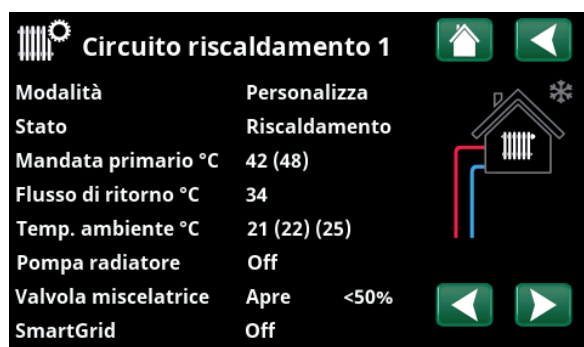 Circuito riscaldamento 1
Modalità Personalizza
Stato Riscaldamento
Mandata primario °C 42 (48)
Flusso di ritorno °C 34
Temp. ambiente °C 21 (22) (25)
Pompa radiatore Off
Valvola miscelatrice Apre <50%
SmartGrid Off